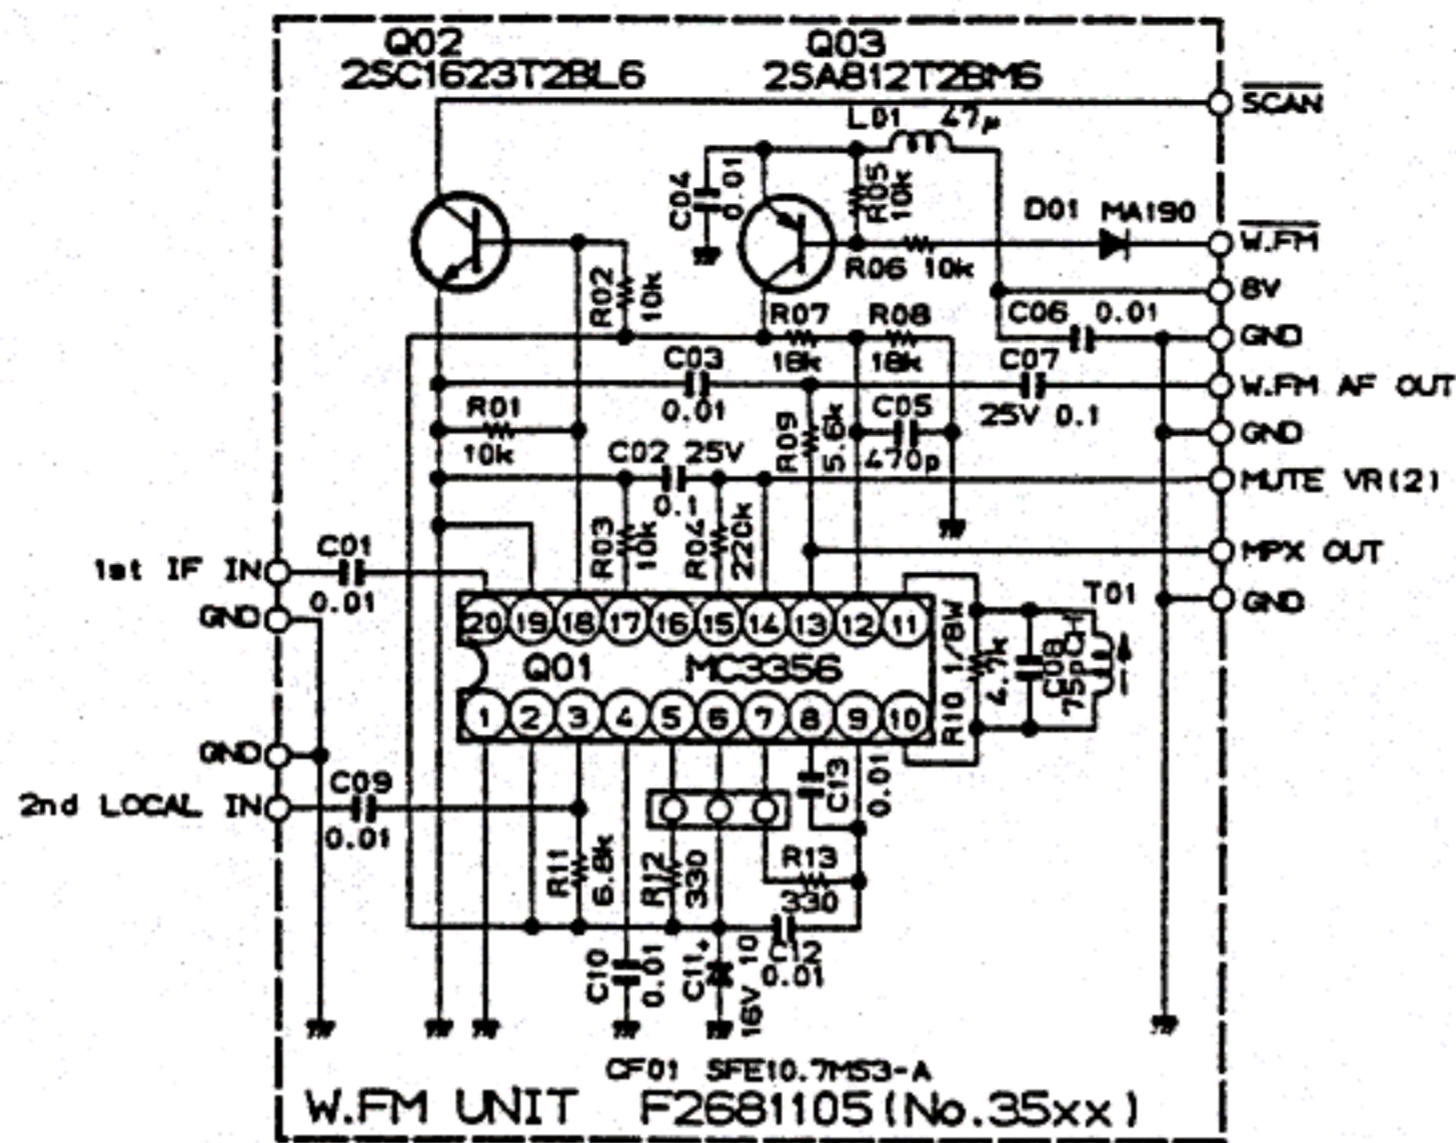 Q02
2SC1623T2BL6
Q03
2SA812T2BM6
SCAN
L01 47μ
C04
0.01
R05
10k
D01 MA190
W.FM
R06 10k
8V
R02
10k
R07
18k
R08
18k
C06 0.01
GND
C03
0.01
C07
25V 0.1
W.FM AF OUT
R01
10k
R09
5.6k
C05
470p
GND
C02 25V
0.1
MUTE VR(2)
R03
10k
R04
220k
1st IF IN
C01
0.01
MPX OUT
GND
GND
T01
20 19 18 17 16 15 14 13 12 11
Q01 MC3356
1 2 3 4 5 6 7 8 9 10
R10 1/8W
4.7k
C08
75p
GND
2nd LOCAL IN
C09
0.01
C13
0.01
R11
6.8k
R12
330
R13
330
C10
0.01
C11 +
16V 10
C12
0.01
CF01 SFE10.7MS3-A
W.FM UNIT F2681105(No.35xx)